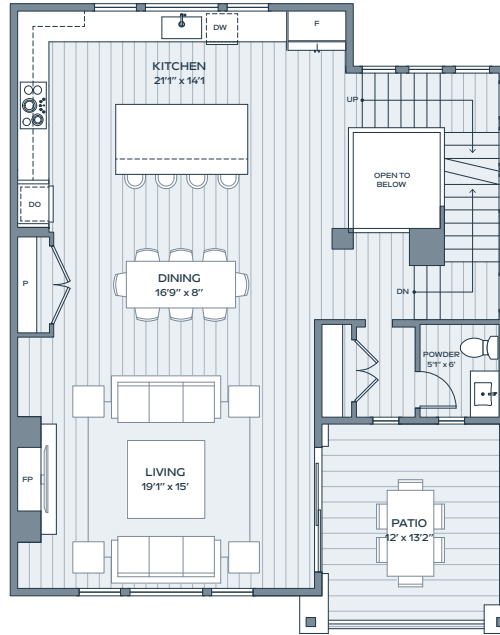 F
DW
KITCHEN
21'1" x 14'1
UP
OPEN TO
BELOW
DO
P
DINING
16'9" x 8"
DN
POWDER
5'1" x 6'
LIVING
19'1" x 15'
FP
PATIO
12' x 13'2"